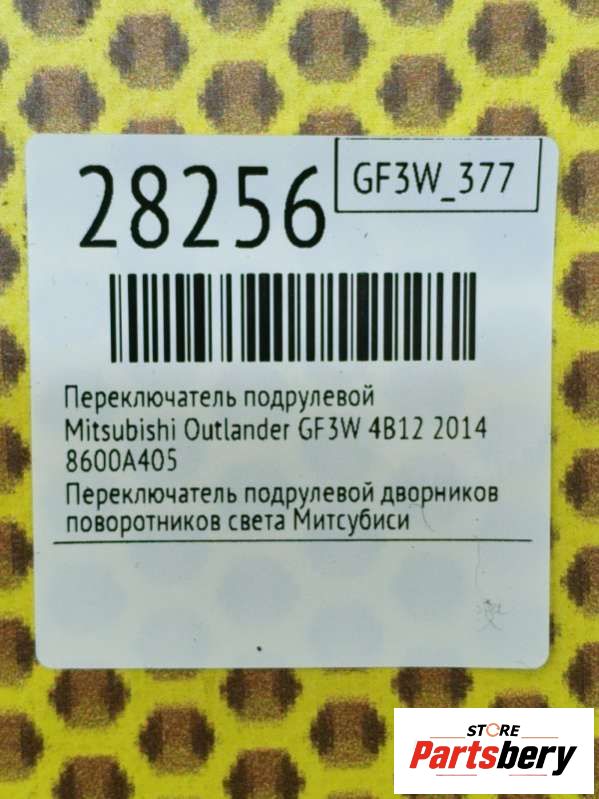 28256
GF3W_377
Переключатель подрулевой
Mitsubishi Outlander GF3W 4B12 2014
8600A405
Переключатель подрулевой дворников
поворотников света Митсубиси
STORE
Partsbery